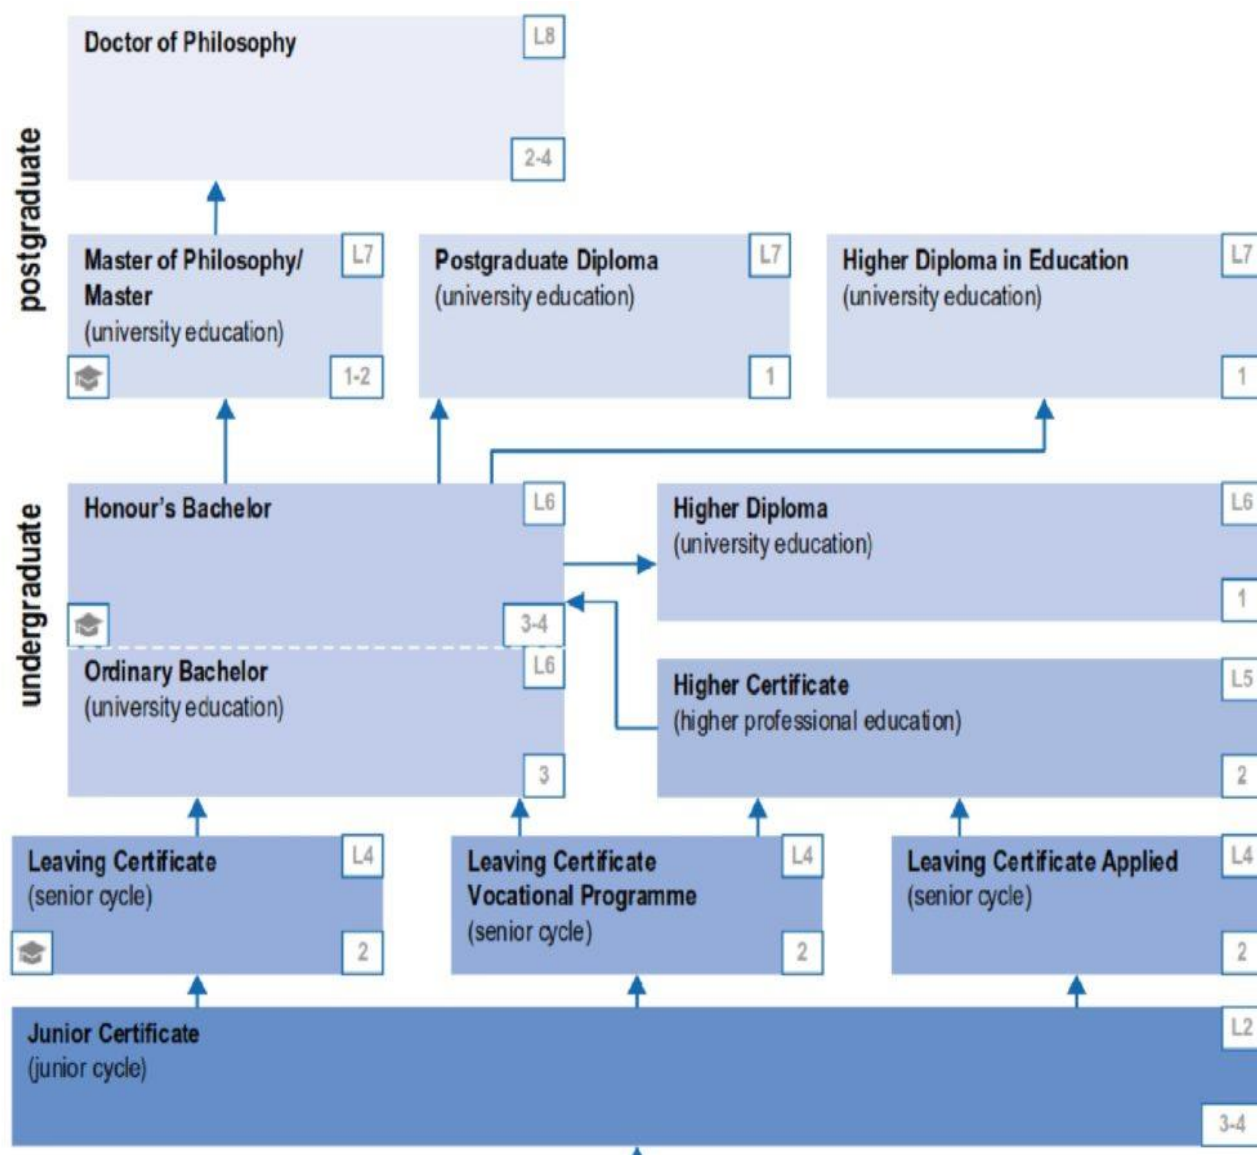 postgraduate
Doctor of Philosophy
L8
2-4
Master of Philosophy/
Master
(university education)
L7
1-2
Postgraduate Diploma
(university education)
L7
1
Higher Diploma in Education
(university education)
L7
1
undergraduate
Honour's Bachelor
L6
3-4
Ordinary Bachelor
(university education)
L6
3
Higher Diploma
(university education)
L6
1
Higher Certificate
(higher professional education)
L5
2
Leaving Certificate
(senior cycle)
L4
2
Leaving Certificate
Vocational Programme
(senior cycle)
L4
2
Leaving Certificate Applied
(senior cycle)
L4
2
Junior Certificate
(junior cycle)
L2
3-4